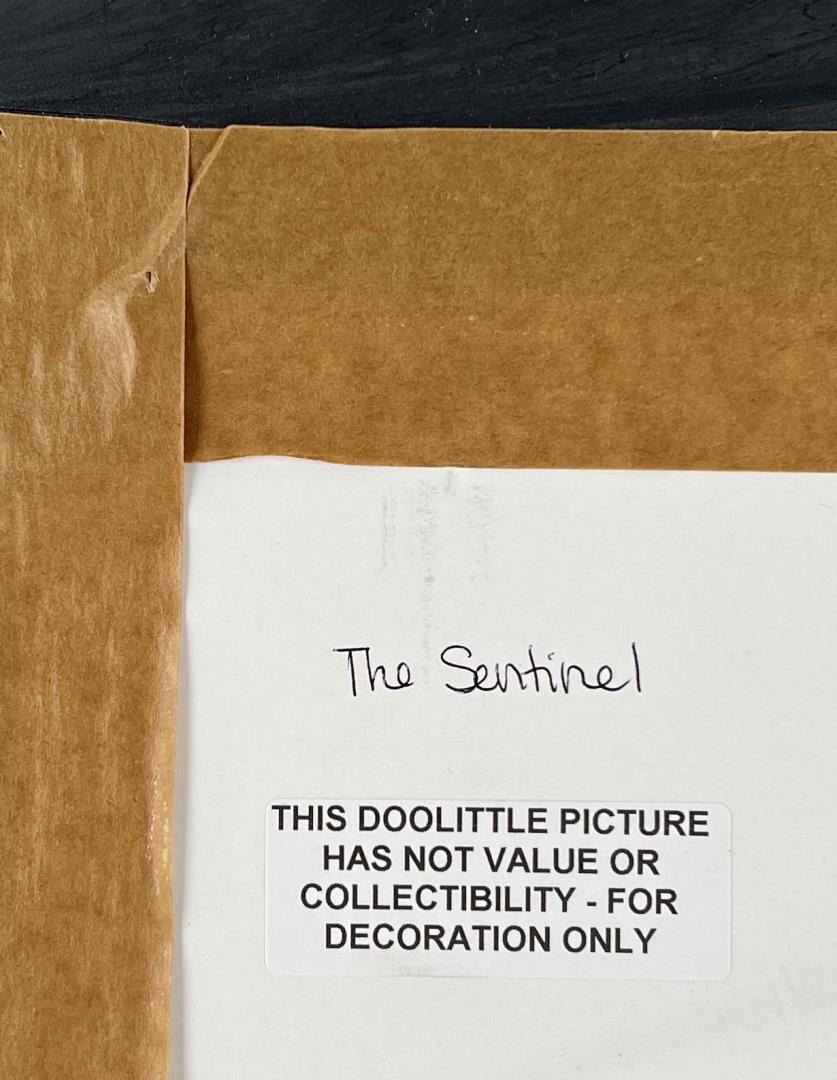 The Sentinel
THIS DOOLITTLE PICTURE
HAS NOT VALUE OR
COLLECTIBILITY - FOR
DECORATION ONLY